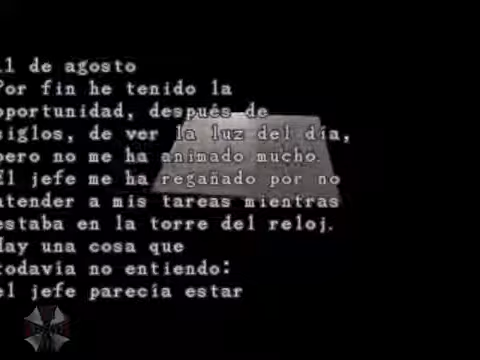 11 de agosto
Por fin he tenido la
oportunidad, después de
siglos, de ver la luz del día,
pero no me ha animado mucho.
El jefe me ha regañado por no
atender a mis tareas mientras
estaba en la torre del reloj.
Hay una cosa que
todavía no entiendo:
el jefe parecía estar